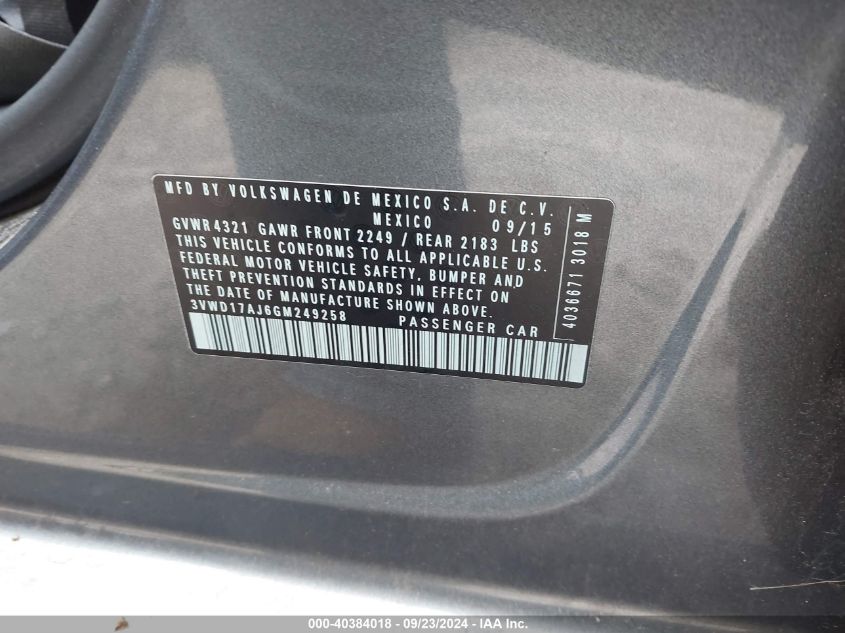 MFD BY VOLKSWAGEN DE MEXICO S.A. DE C.V.
MEXICO 09/15
GVWR 4321 GAWR FRONT 2249 / REAR 2183 LBS
THIS VEHICLE CONFORMS TO ALL APPLICABLE U.S.
FEDERAL MOTOR VEHICLE SAFETY, BUMPER AND
THEFT PREVENTION STANDARDS IN EFFECT ON
THE DATE OF MANUFACTURE SHOWN ABOVE.
3VWD17AJ6GM249258 PASSENGER CAR
4036671 3018 M
000-40384018 - 09/23/2024 - IAA Inc.